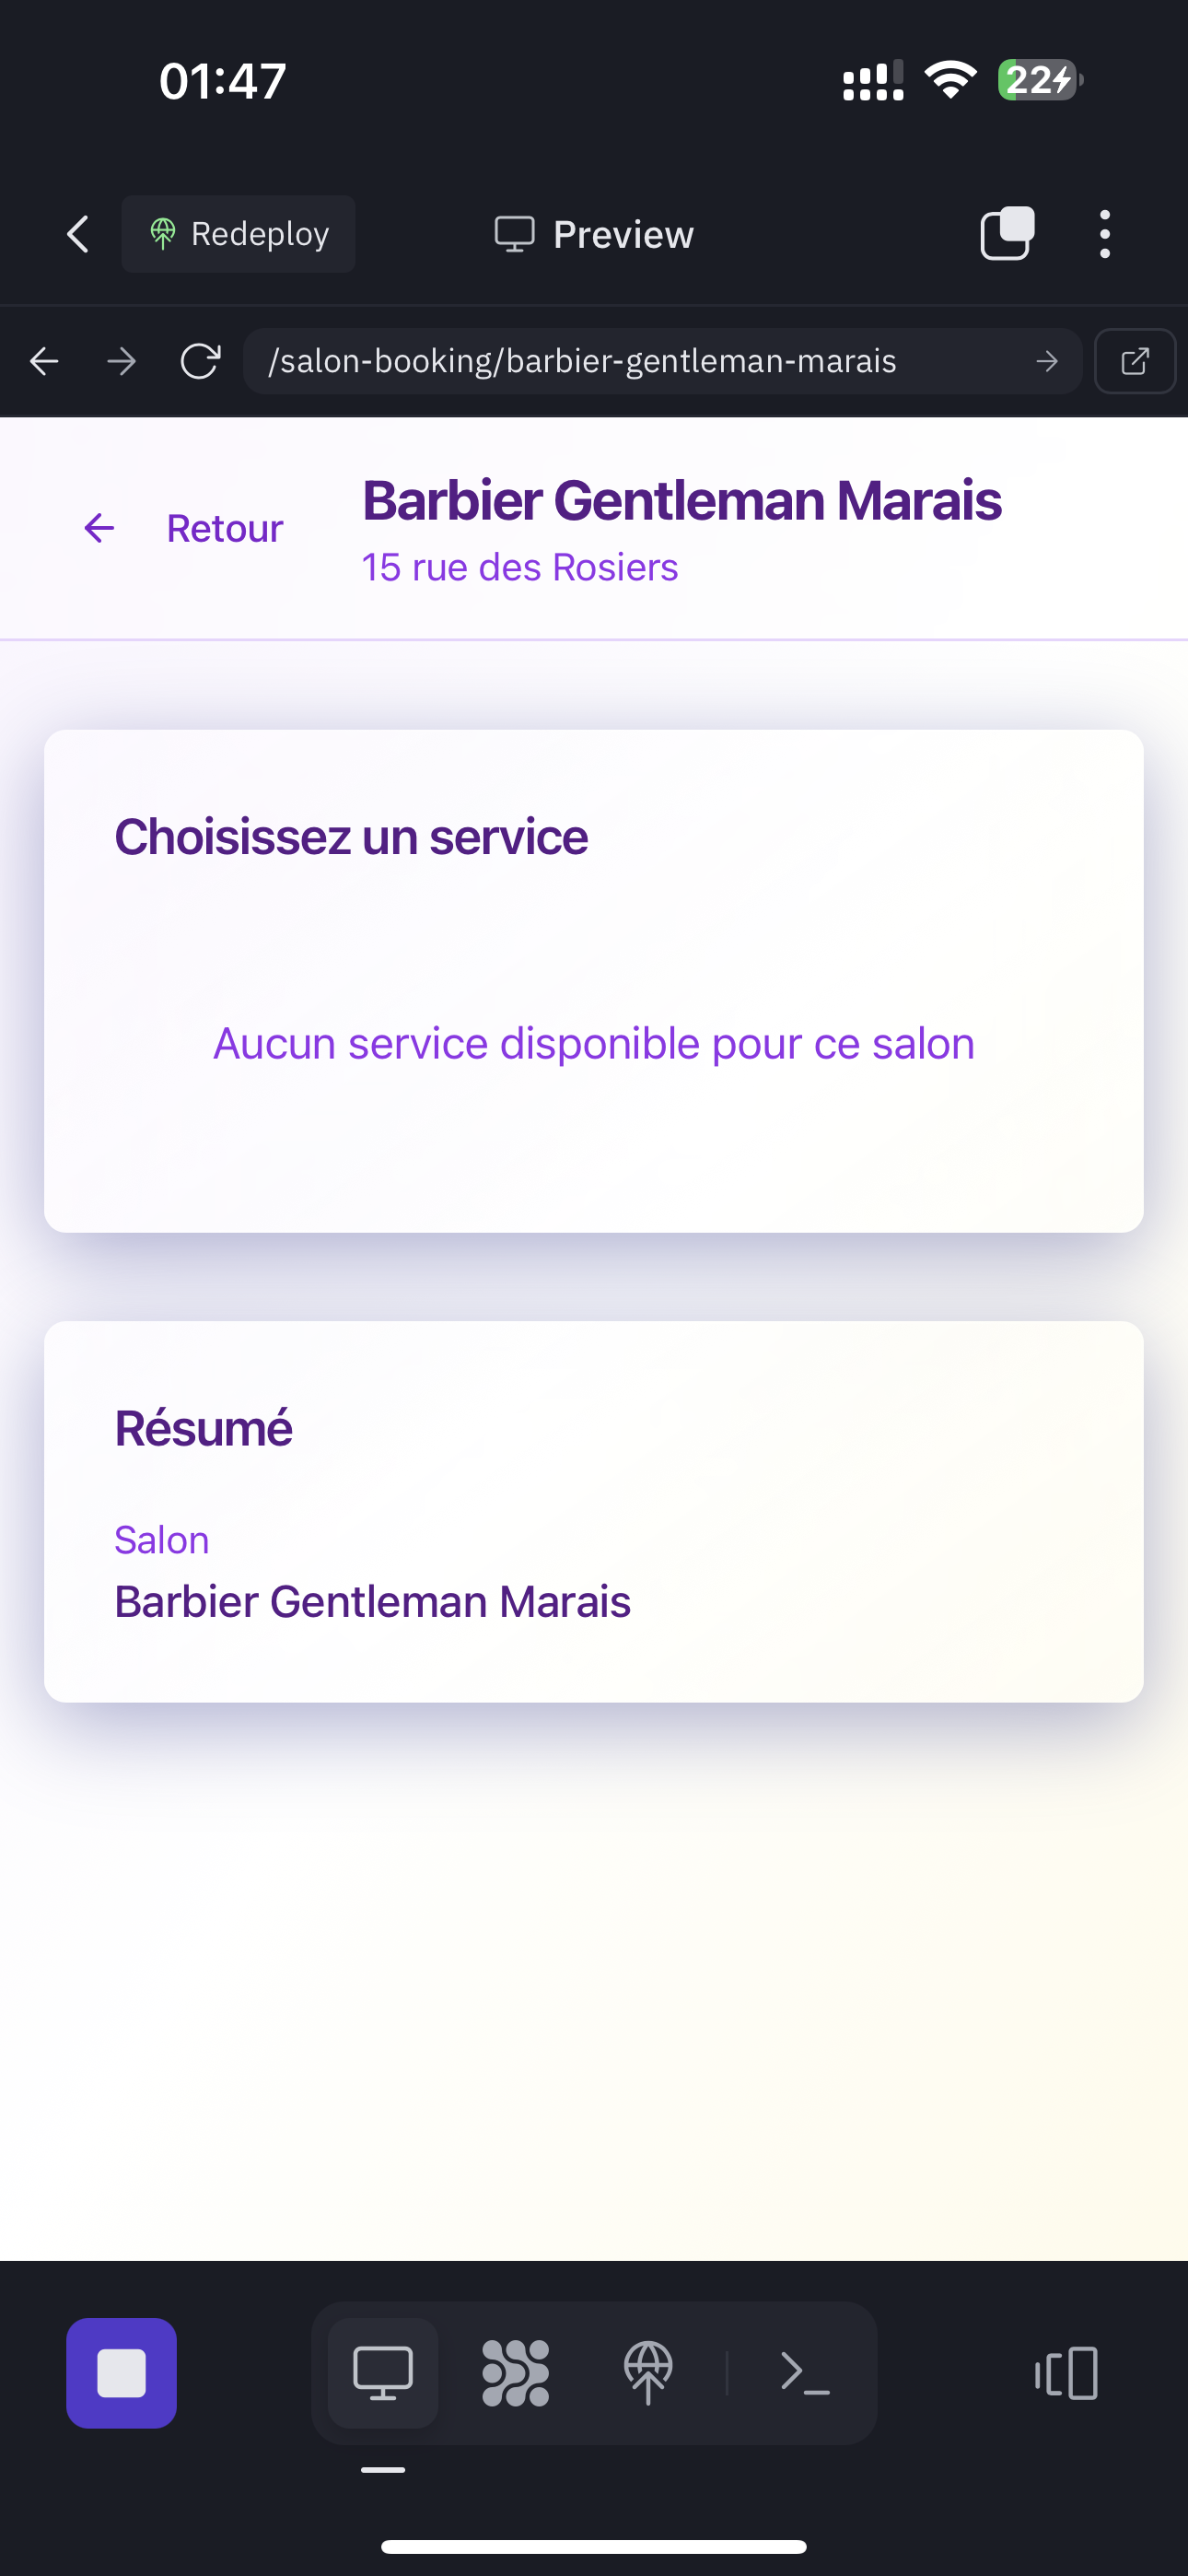 01:47
22
Redeploy
Preview
/salon-booking/barbier-gentleman-marais
Retour
Barbier Gentleman Marais
15 rue des Rosiers
Choisissez un service
Aucun service disponible pour ce salon
Résumé
Salon
Barbier Gentleman Marais